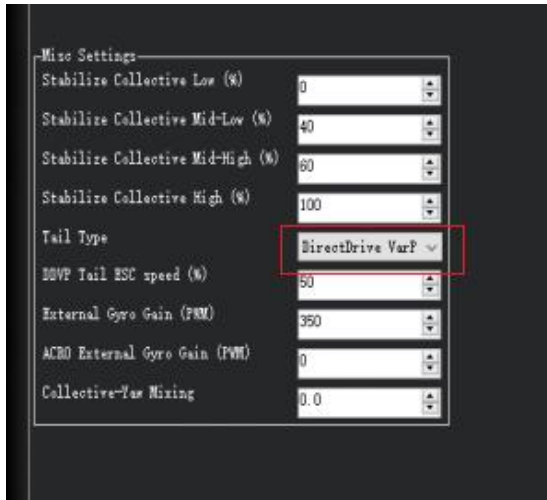 Misc Settings
Stabilize Collective Low (%) 0
Stabilize Collective Mid-Low (%) 40
Stabilize Collective Mid-High (%) 60
Stabilize Collective High (%) 100
Tail Type DirectDrive VarP
DDVP Tail ESC speed (%) 50
External Gyro Gain (PWM) 350
ACRO External Gyro Gain (PWM) 0
Collective-Yaw Mixing 0.0